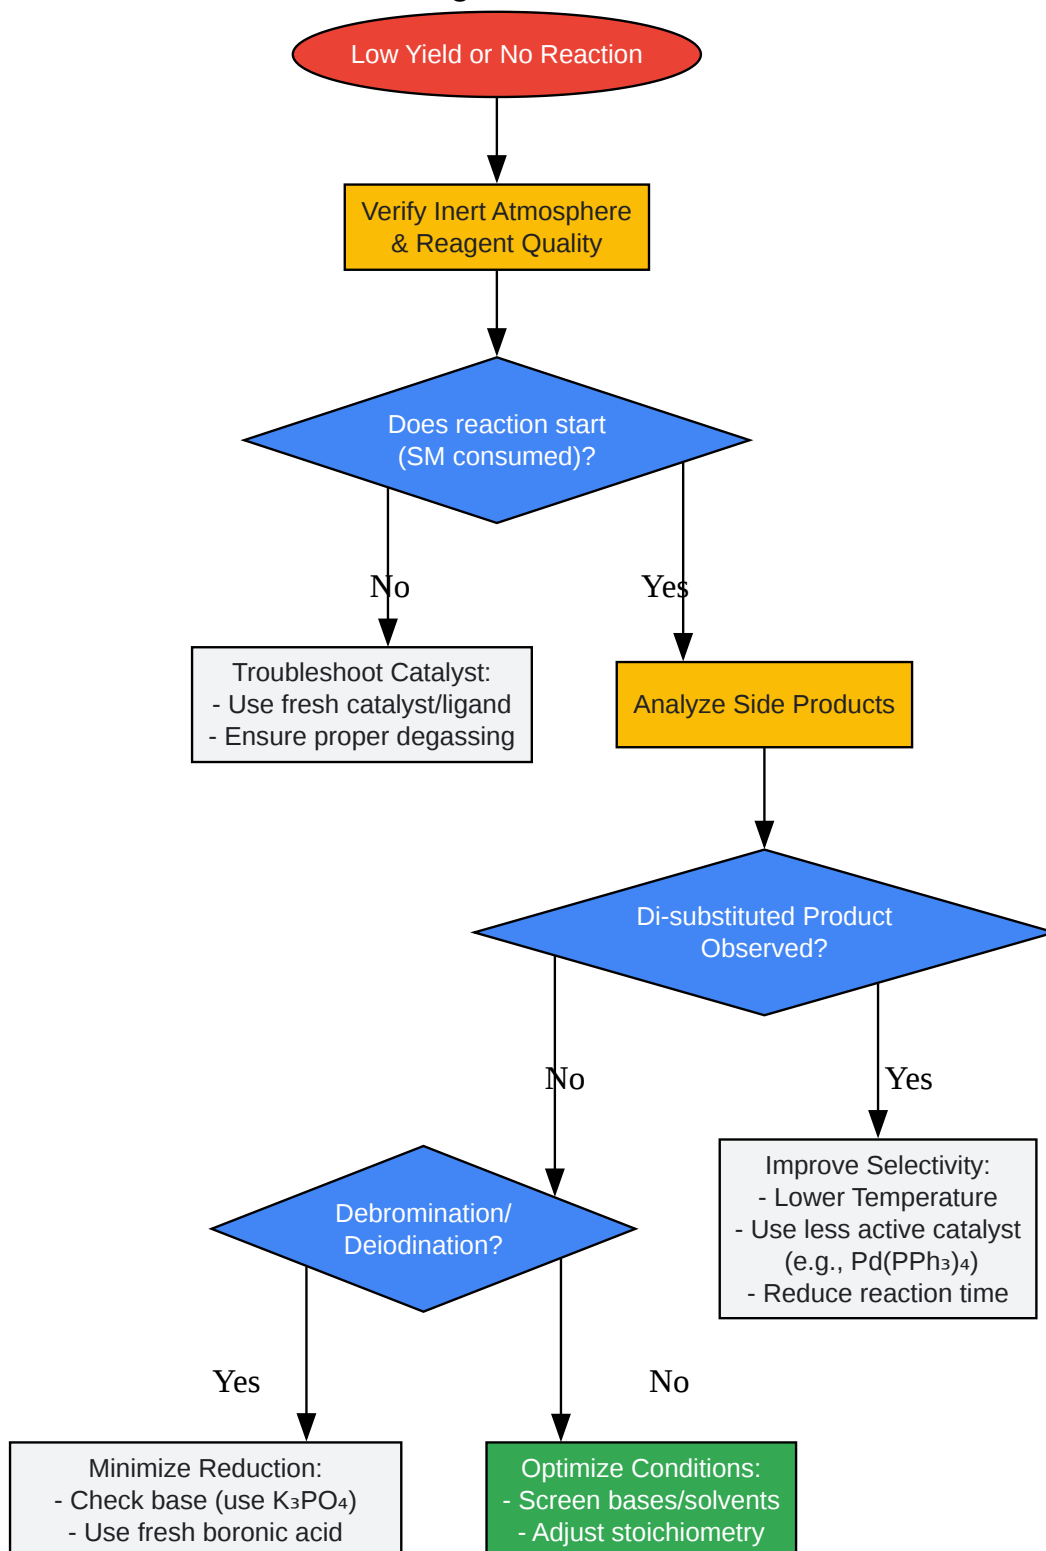 Low Yield or No Reaction
Verify Inert Atmosphere
& Reagent Quality
Does reaction start
(SM consumed)?
No
Yes
Troubleshoot Catalyst:
- Use fresh catalyst/ligand
- Ensure proper degassing
Analyze Side Products
Di-substituted Product
Observed?
No
Yes
Debromination/
Deiodination?
Improve Selectivity:
- Lower Temperature
- Use less active catalyst
(e.g., Pd(PPh₃)₄)
- Reduce reaction time
Yes
No
Minimize Reduction:
- Check base (use K₃PO₄)
- Use fresh boronic acid
Optimize Conditions:
- Screen bases/solvents
- Adjust stoichiometry